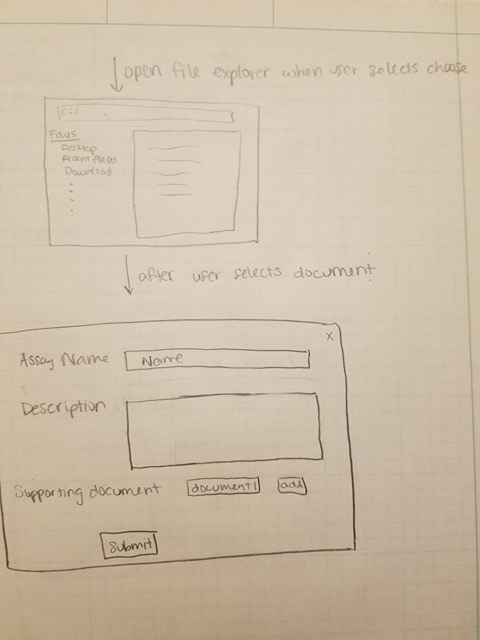 open file explorer when user selects choose
C:/
Favs
Desktop
Recent Places
Download
after user selects document
x
Assay Name Name
Description
Supporting document document1 add
Submit